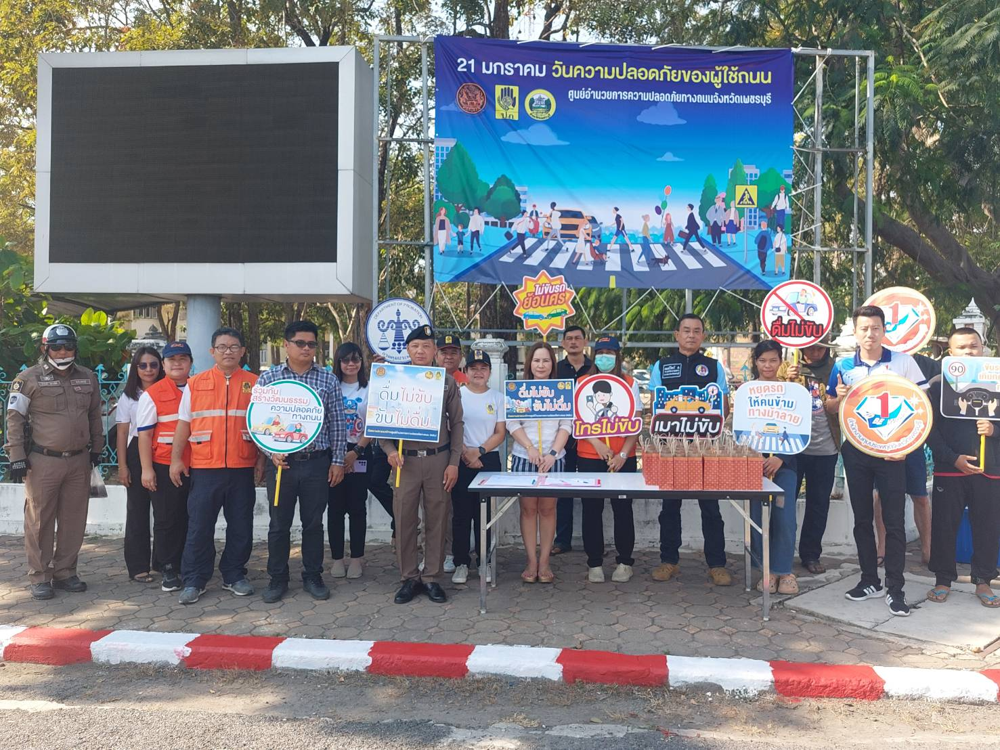 21 มกราคม วันความปลอดภัยของผู้ใช้ถนน
ศูนย์อำนวยการความปลอดภัยทางถนนจังหวัดเพชรบุรี
ปภ
ไม่ขับรถ
ย้อนศร
DEPARTMENT OF PROBATION
ดื่มไม่ขับ
ร่วมกัน
สร้างวัฒนธรรม
ความปลอดภัย
ทางถนน
ดื่มไม่ขับ
ขับไม่ดื่ม
ดื่มไม่ขับ
ขับไม่ดื่ม
โทรไม่ขับ
เมาไม่ขับ
หยุดรถ
ให้คนข้าม
ทางม้าลาย
1
1
90